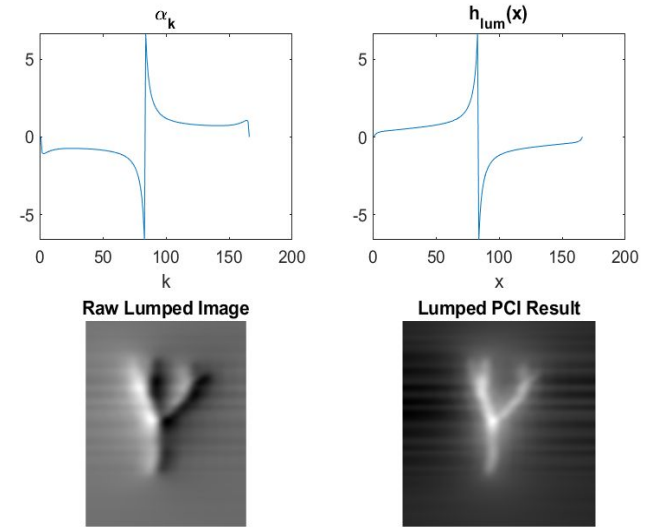 α_k
5
0
-5
0 50 100 150 200
k
h_lum(x)
5
0
-5
0 50 100 150 200
x
Raw Lumped Image
Lumped PCI Result